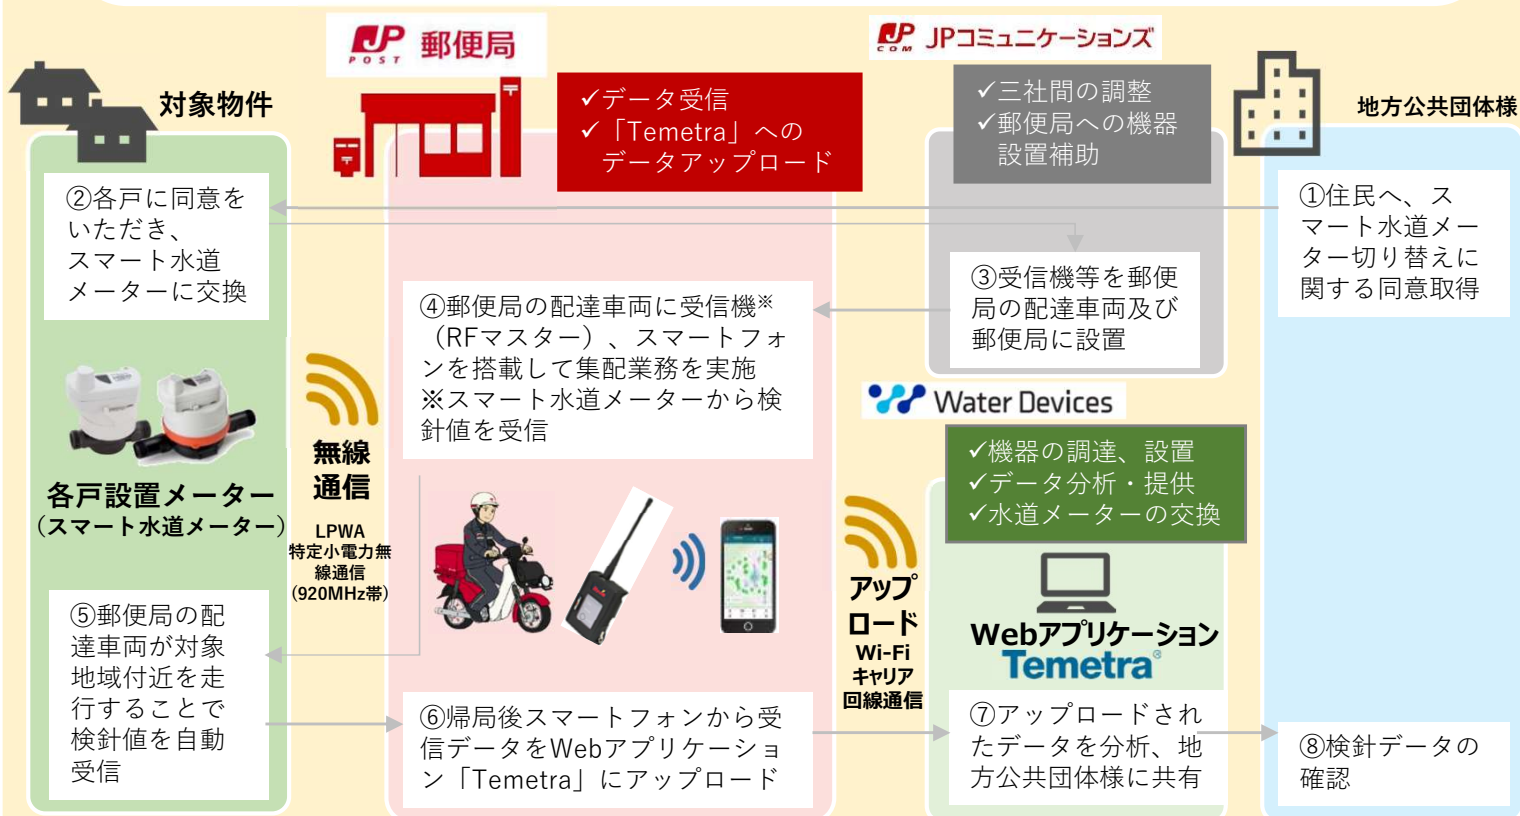 JP
POST
郵便局
JP
COM
JPコミュニケーションズ
対象物件
✓データ受信
✓「Temetra」への
データアップロード
✓三社間の調整
✓郵便局への機器
設置補助
地方公共団体様
②各戸に同意を
いただき、
スマート水道
メーターに交換
①住民へ、ス
マート水道メー
ター切り替えに
関する同意取得
③受信機等を郵便
局の配達車両及び
郵便局に設置
④郵便局の配達車両に受信機※
（RFマスター）、スマートフォ
ンを搭載して集配業務を実施
※スマート水道メーターから検
針値を受信
Water Devices
✓機器の調達、設置
✓データ分析・提供
✓水道メーターの交換
無線
通信
LPWA
特定小電力無
線通信
（920MHz帯）
各戸設置メーター
（スマート水道メーター）
アップ
ロード
Wi-Fi
キャリア
回線通信
Webアプリケーション
Temetra®
⑤郵便局の配
達車両が対象
地域付近を走
行することで
検針値を自動
受信
⑥帰局後スマートフォンから受
信データをWebアプリケーショ
ン「Temetra」にアップロード
⑦アップロードされ
たデータを分析、地
方公共団体様に共有
⑧検針データの
確認